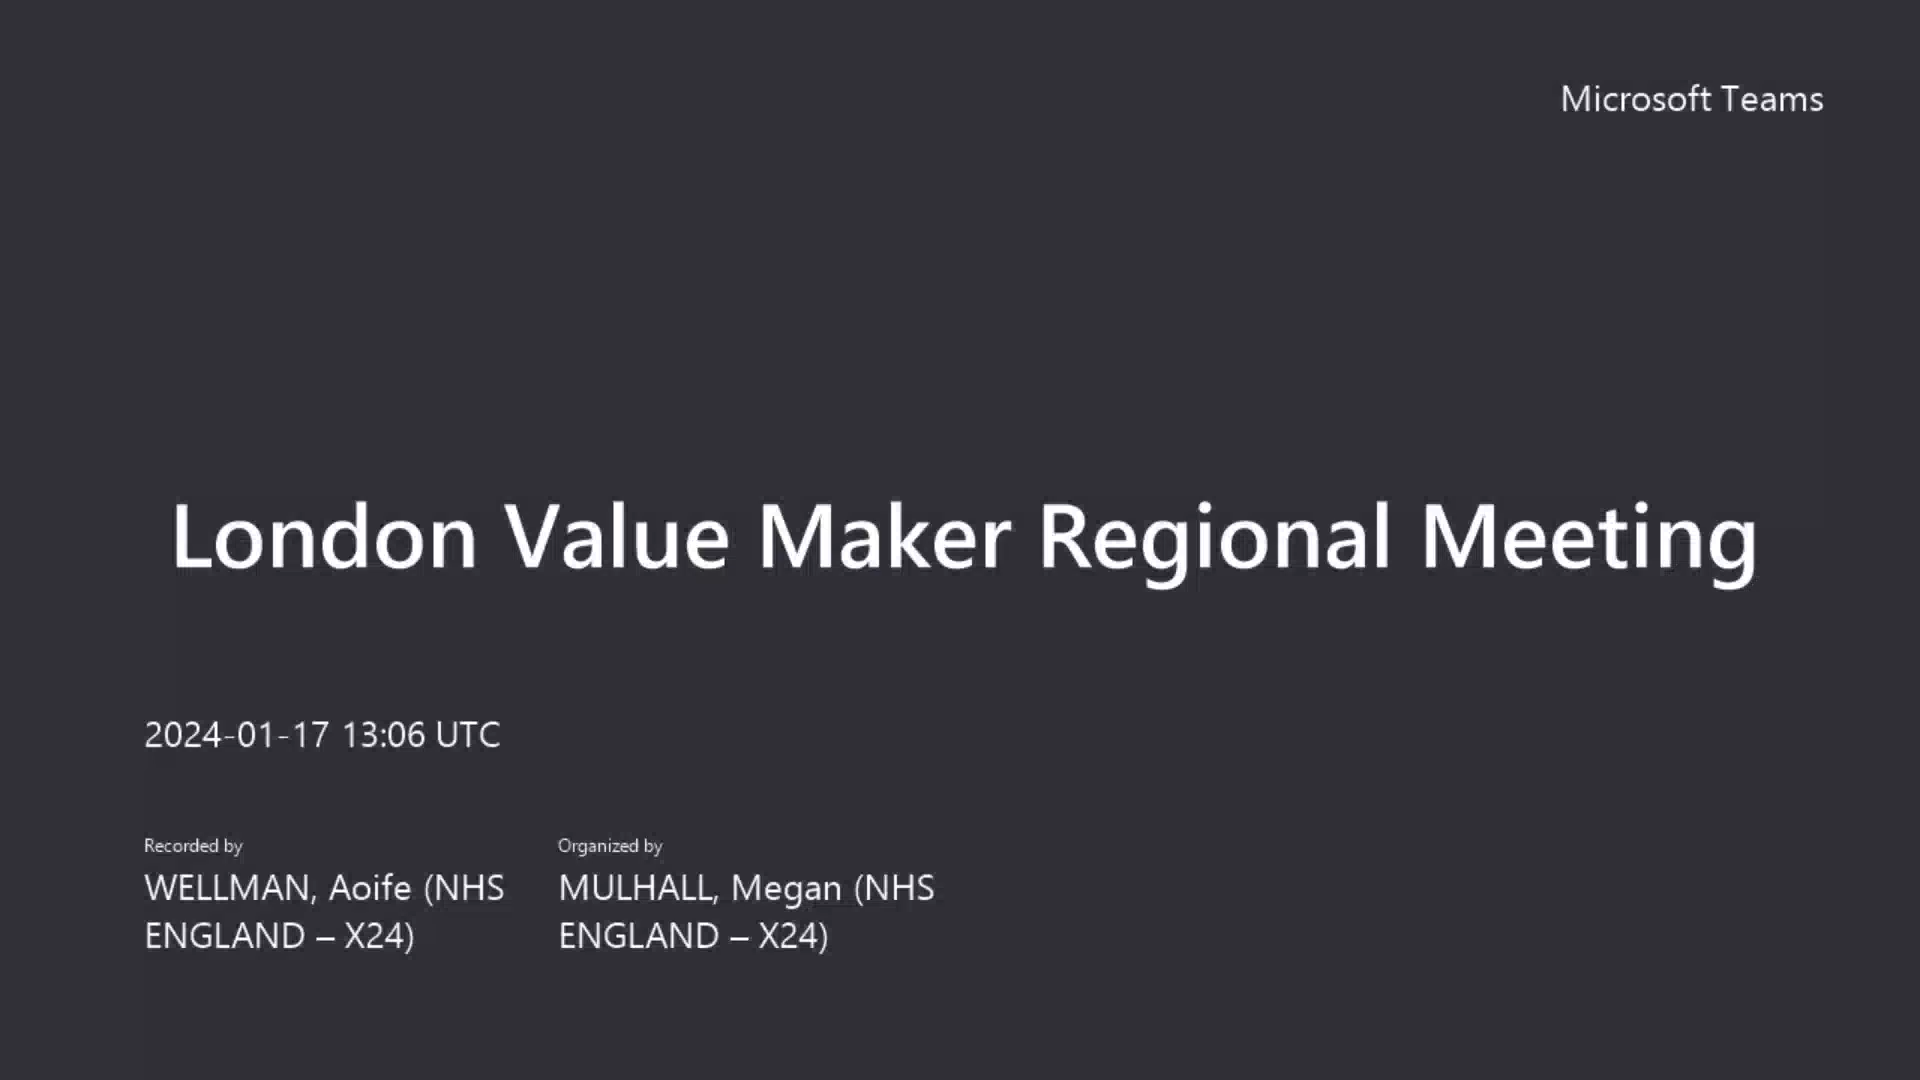 Microsoft Teams
London Value Maker Regional Meeting
2024-01-17 13:06 UTC
Recorded by
WELLMAN, Aoife (NHS
ENGLAND – X24)
Organized by
MULHALL, Megan (NHS
ENGLAND – X24)